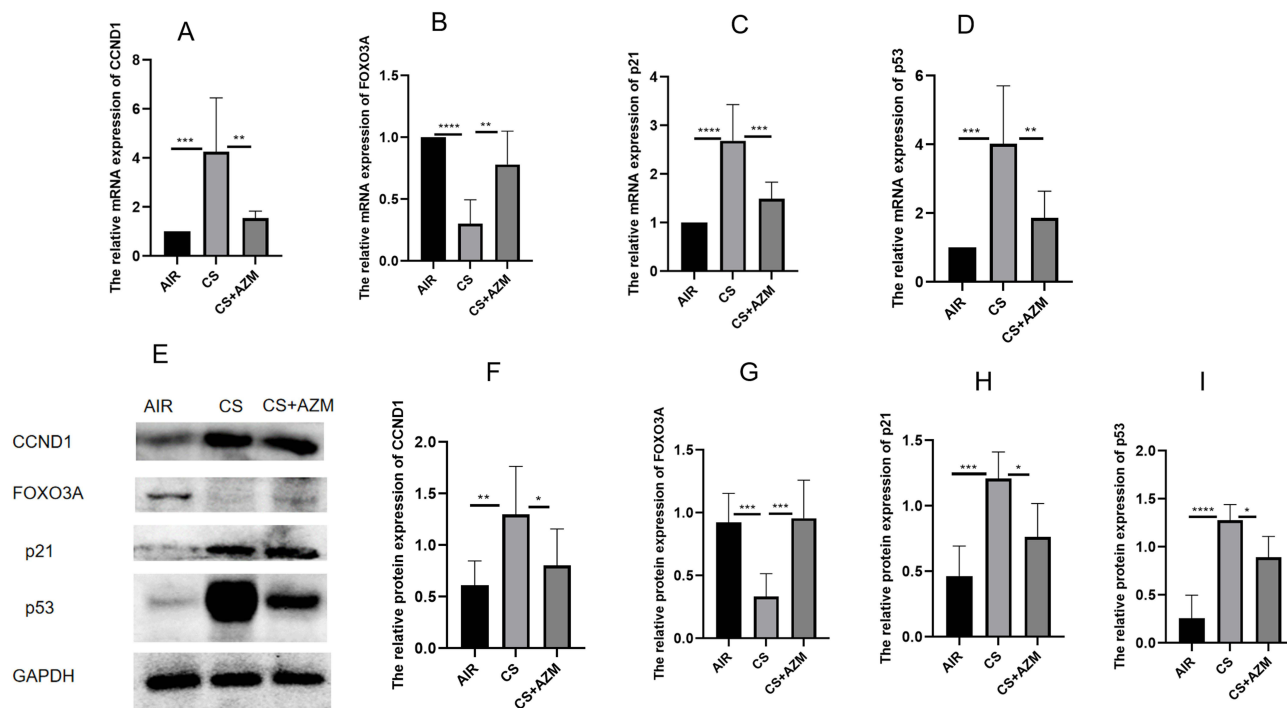 A
The relative mRNA expression of CCND1
8
6
4
2
0
***
**
AIR
CS
CS+AZM
B
The relative mRNA expression of FOXO3A
1.5
1.0
0.5
0.0
****
**
AIR
CS
CS+AZM
C
The relative mRNA expression of p21
4
3
2
1
0
****
***
AIR
CS
CS+AZM
D
The relative mRNA expression of p53
6
4
2
0
***
**
AIR
CS
CS+AZM
E
AIR CS CS+AZM
CCND1
FOXO3A
p21
p53
GAPDH
F
The relative protein expression of CCND1
2.0
1.5
1.0
0.5
0.0
**
*
AIR
CS
CS+AZM
G
The relative protein expression of FOXO3A
1.5
1.0
0.5
0.0
***
***
AIR
CS
CS+AZM
H
The relative protein expression of p21
1.5
1.0
0.5
0.0
***
*
AIR
CS
CS+AZM
I
The relative protein expression of p53
2.0
1.5
1.0
0.5
0.0
****
*
AIR
CS
CS+AZM